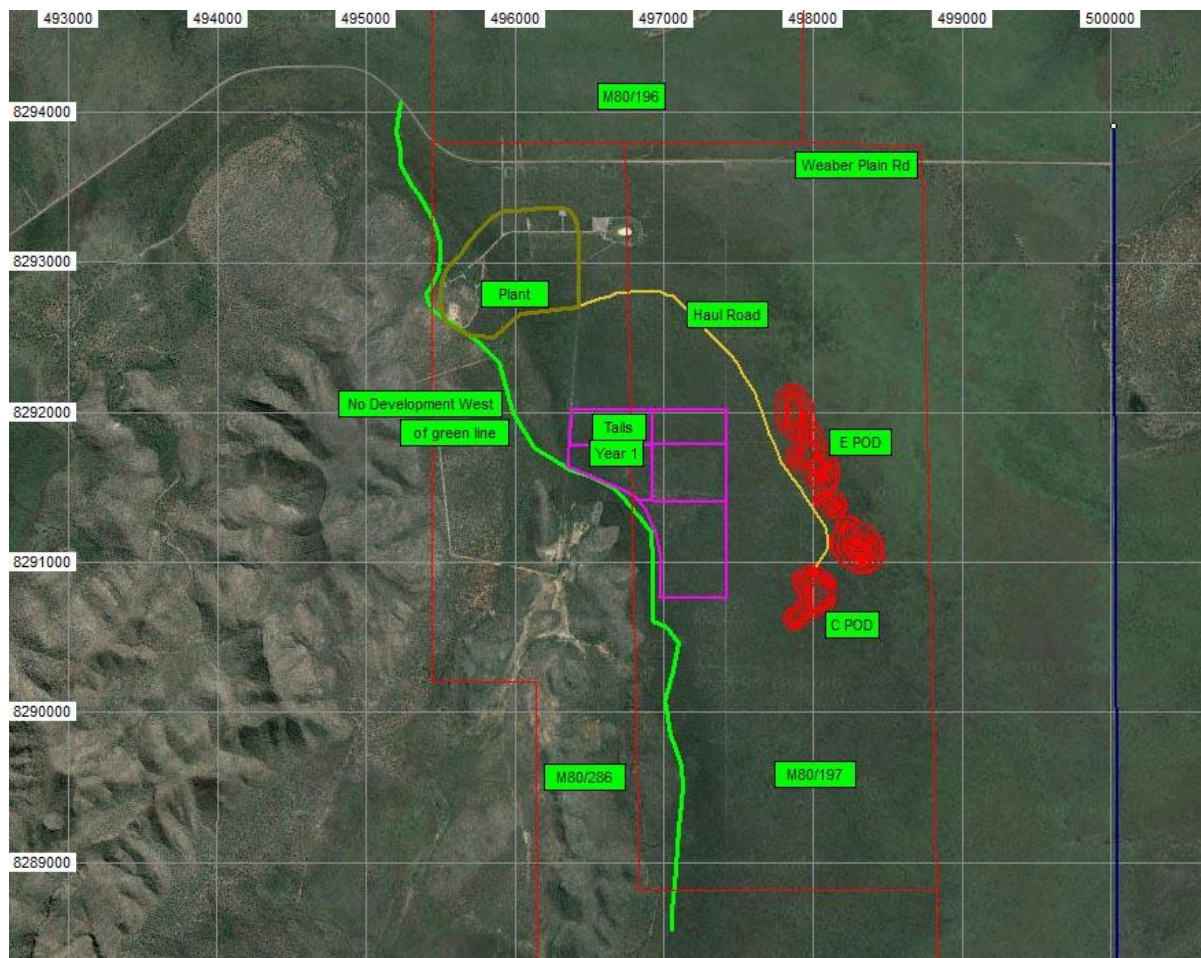 493000 494000 495000 496000 497000 498000 499000 500000
M80/196
8294000
Weaber Plain Rd
8293000
Plant
Haul Road
8292000
No Development West
of green line
Tails
Year 1
E POD
8291000
C POD
8290000
M80/286
M80/197
8289000